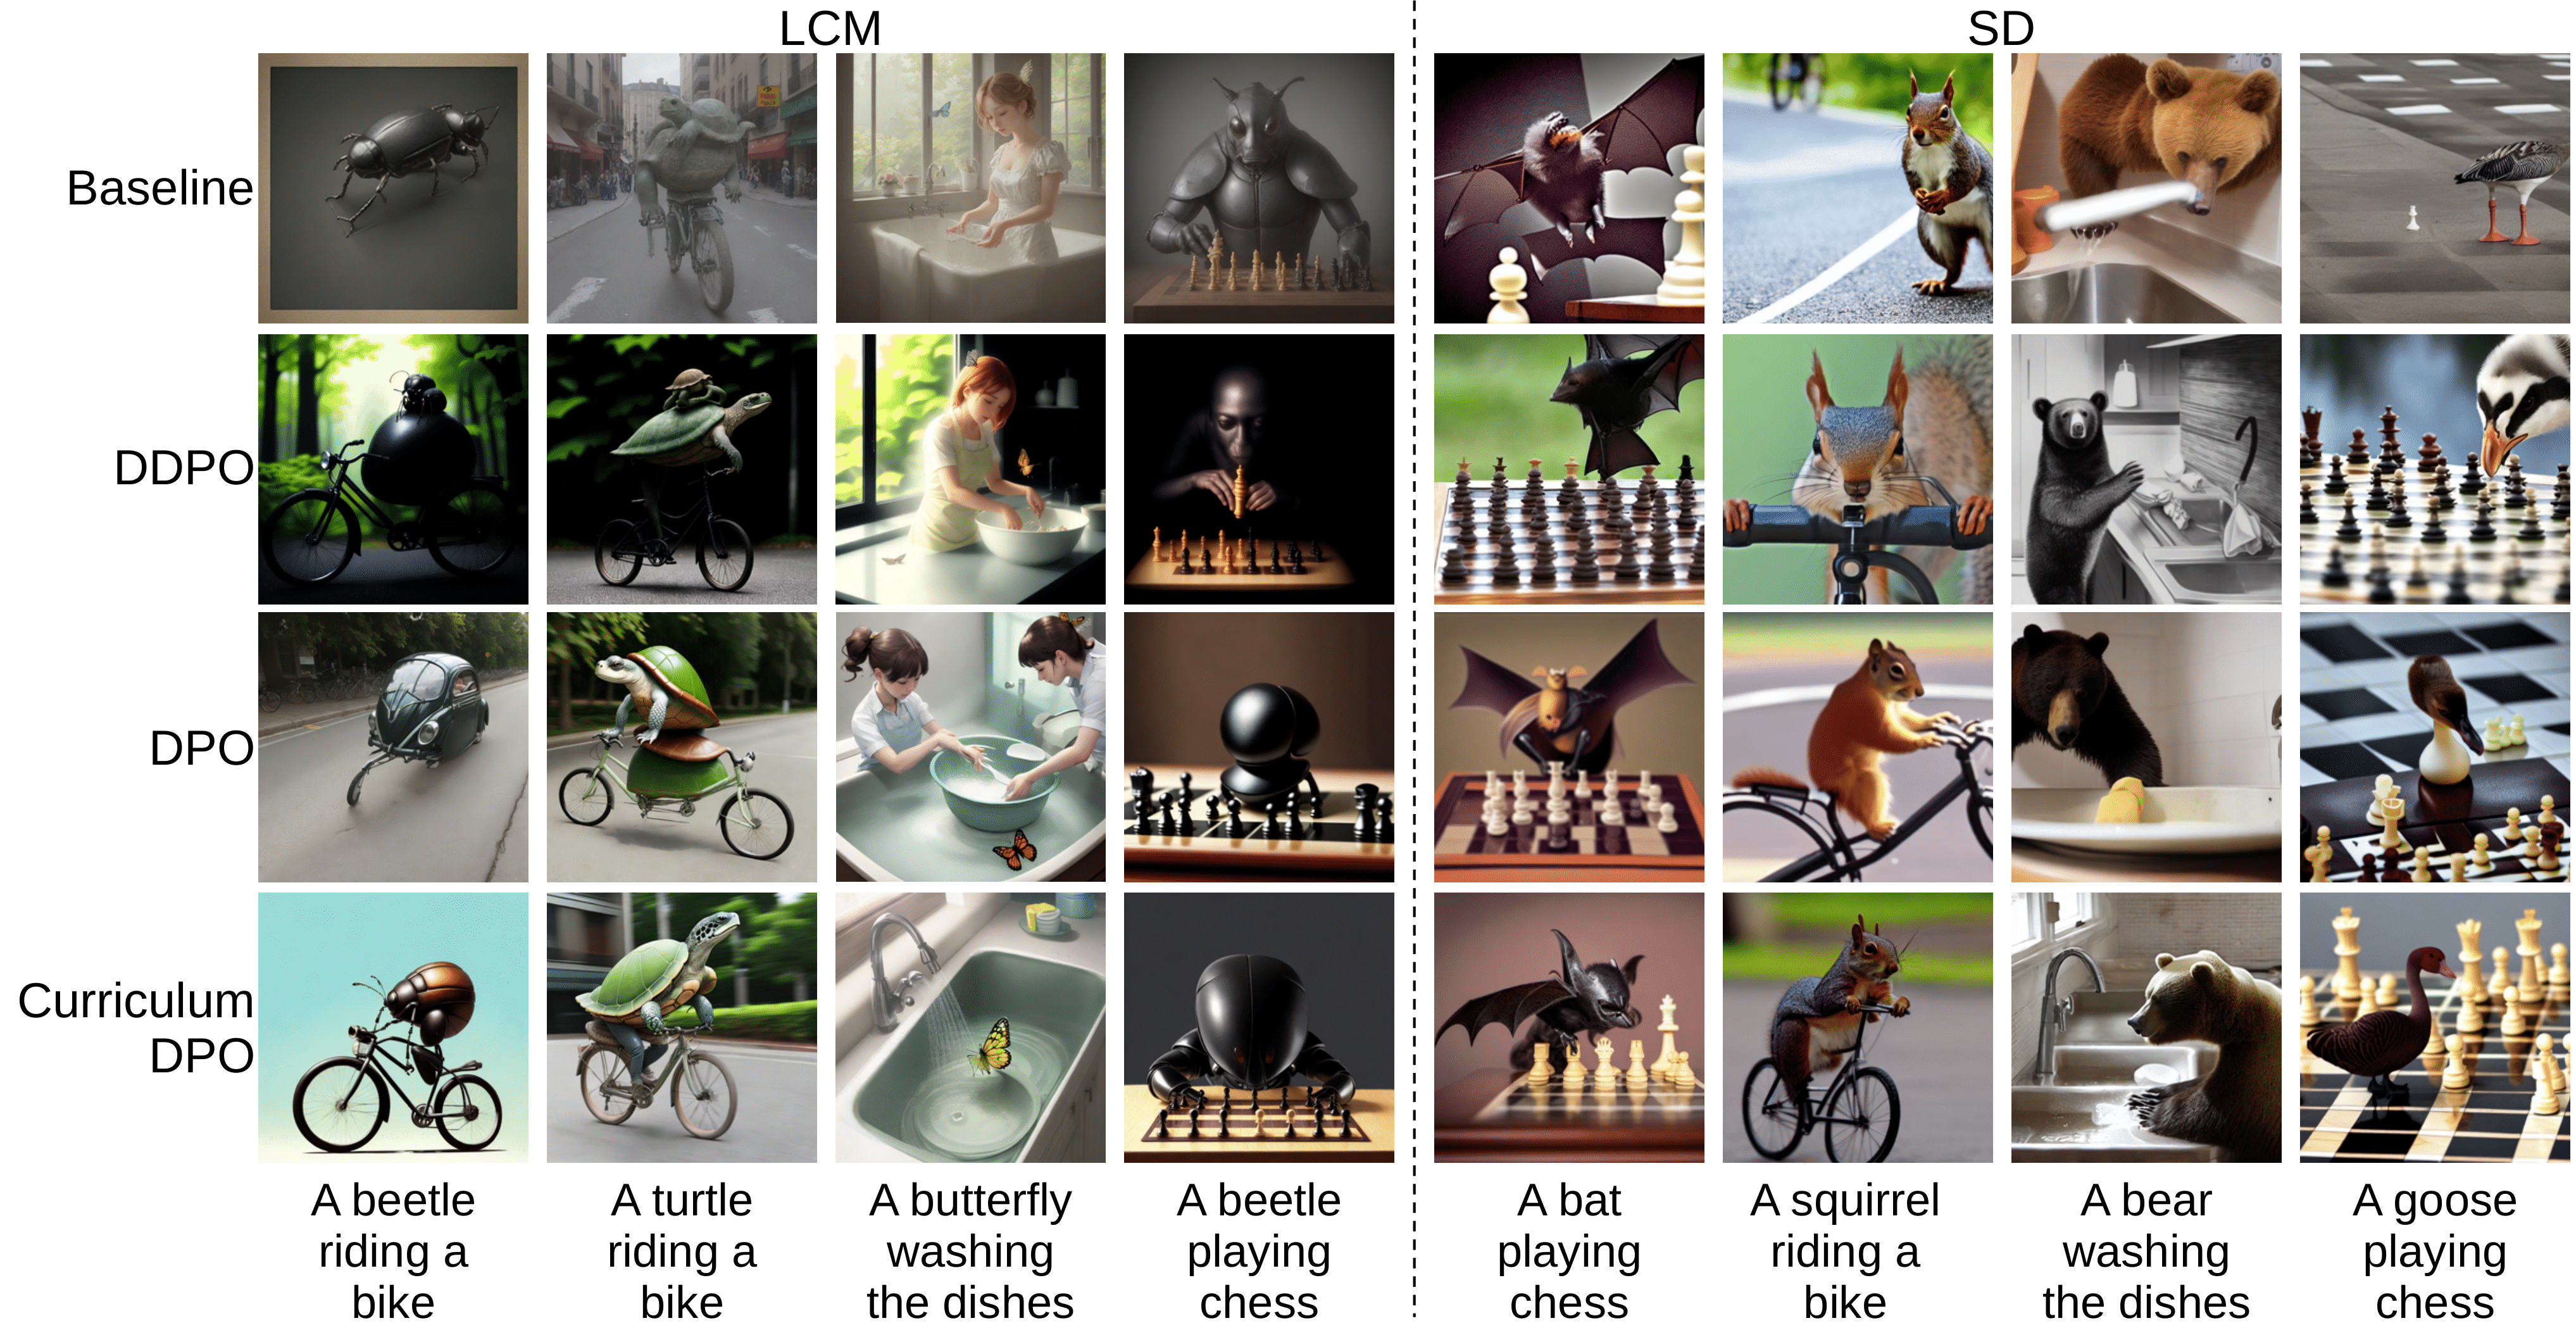 LCM
SD
Baseline
DDPO
DPO
Curriculum
DPO
A beetle
riding a
bike
A turtle
riding a
bike
A butterfly
washing
the dishes
A beetle
playing
chess
A bat
playing
chess
A squirrel
riding a
bike
A bear
washing
the dishes
A goose
playing
chess